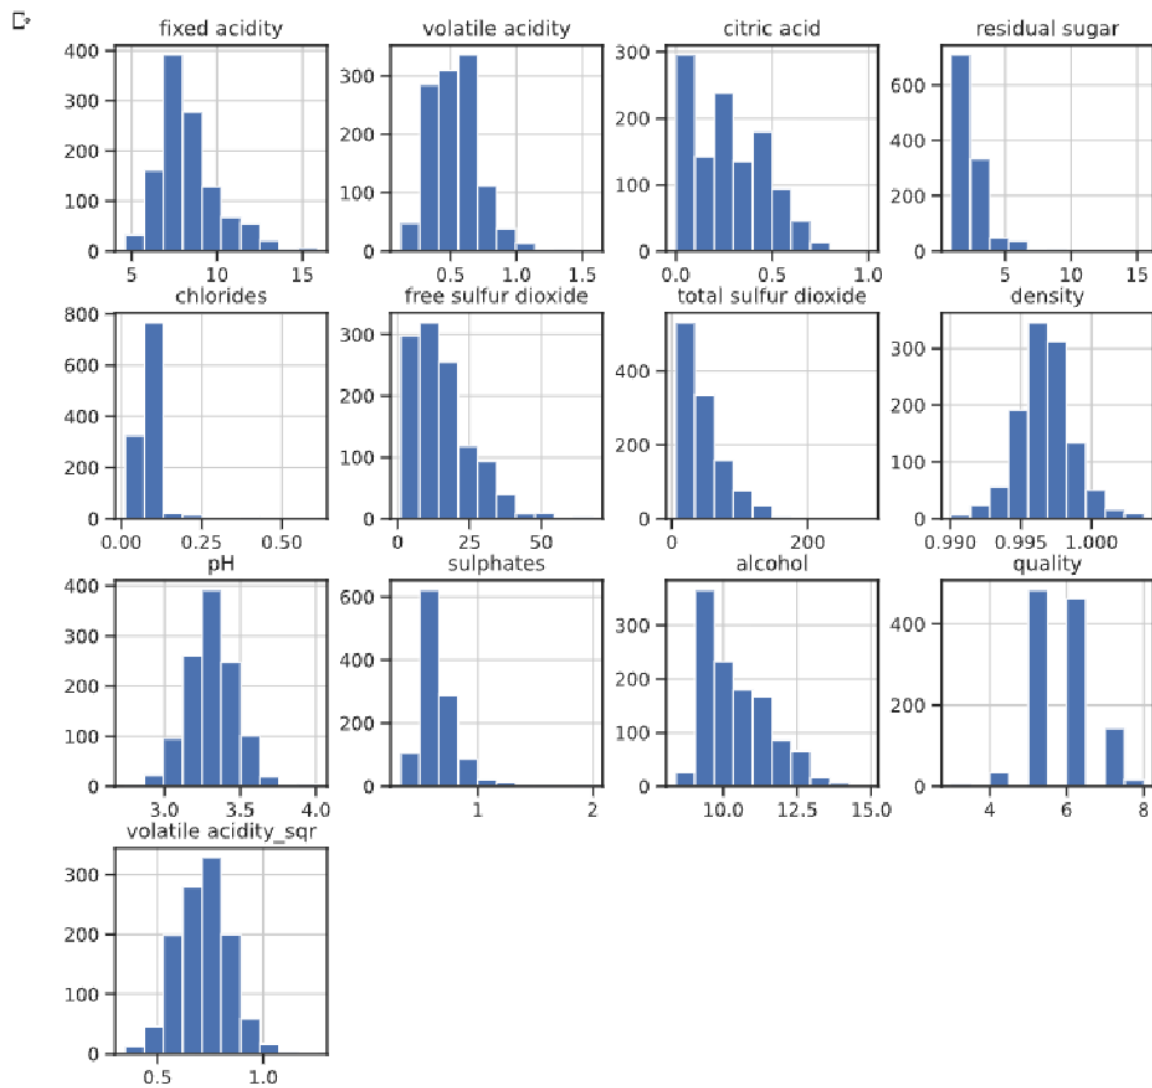 fixed acidity volatile acidity citric acid residual sugar
400 300 200 100 0 5 10 15
300 200 100 0 0.5 1.0 1.5
300 200 100 0 0.0 0.5 1.0
600 400 200 0 5 10 15
chlorides free sulfur dioxide total sulfur dioxide density
800 600 400 200 0 0.00 0.25 0.50
300 200 100 0 0 25 50
400 200 0 0 200
300 200 100 0 0.990 0.995 1.000
pH sulphates alcohol quality
400 300 200 100 0 3.0 3.5 4.0
600 400 200 0 1 2
300 200 100 0 10.0 12.5 15.0
400 200 0 4 6 8
volatile acidity_sqr
300 200 100 0 0.5 1.0